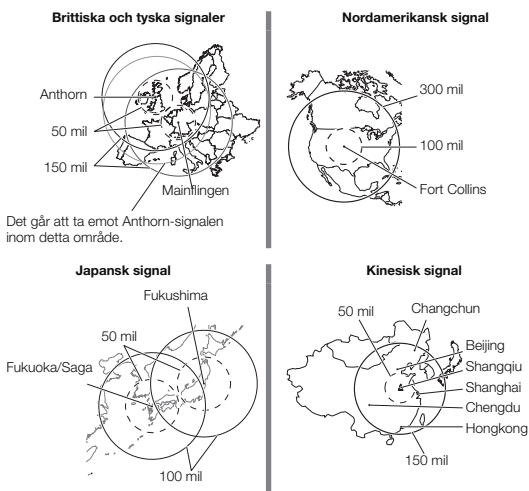 Brittiska och tyska signaler
Anthorn
50 mil
150 mil
Mainflingen
Det går att ta emot Anthorn-signalen
inom detta område.
Nordamerikansk signal
300 mil
100 mil
Fort Collins
Japansk signal
Fukushima
50 mil
Fukuoka/Saga
100 mil
Kinesisk signal
50 mil
Changchun
Beijing
Shangqiu
Shanghai
Chengdu
Hongkong
150 mil